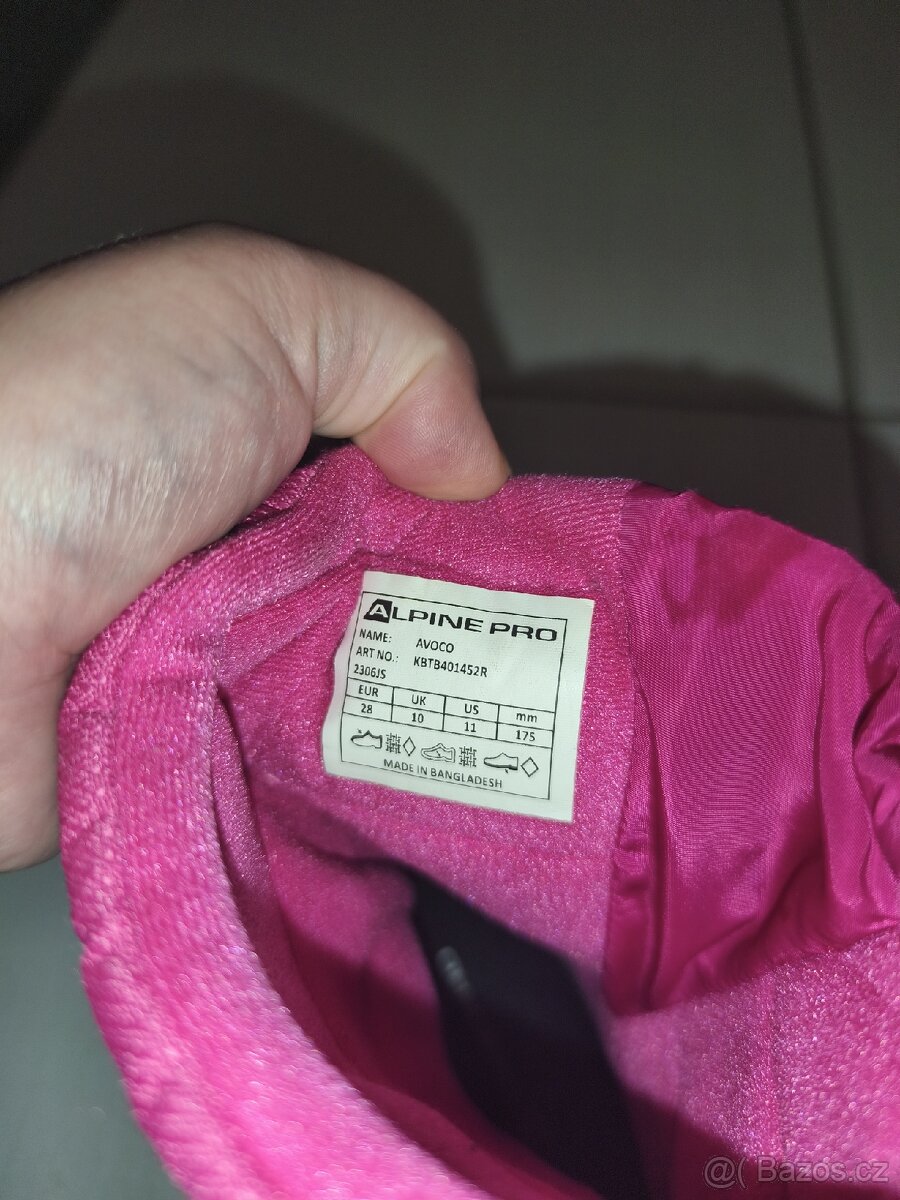 ALPINE PRO
NAME: AVOCO
ART NO.: KBTB401452R
2306JS
EUR UK US mm
28 10 11 175
MADE IN BANGLADESH
@( Bazos.cz